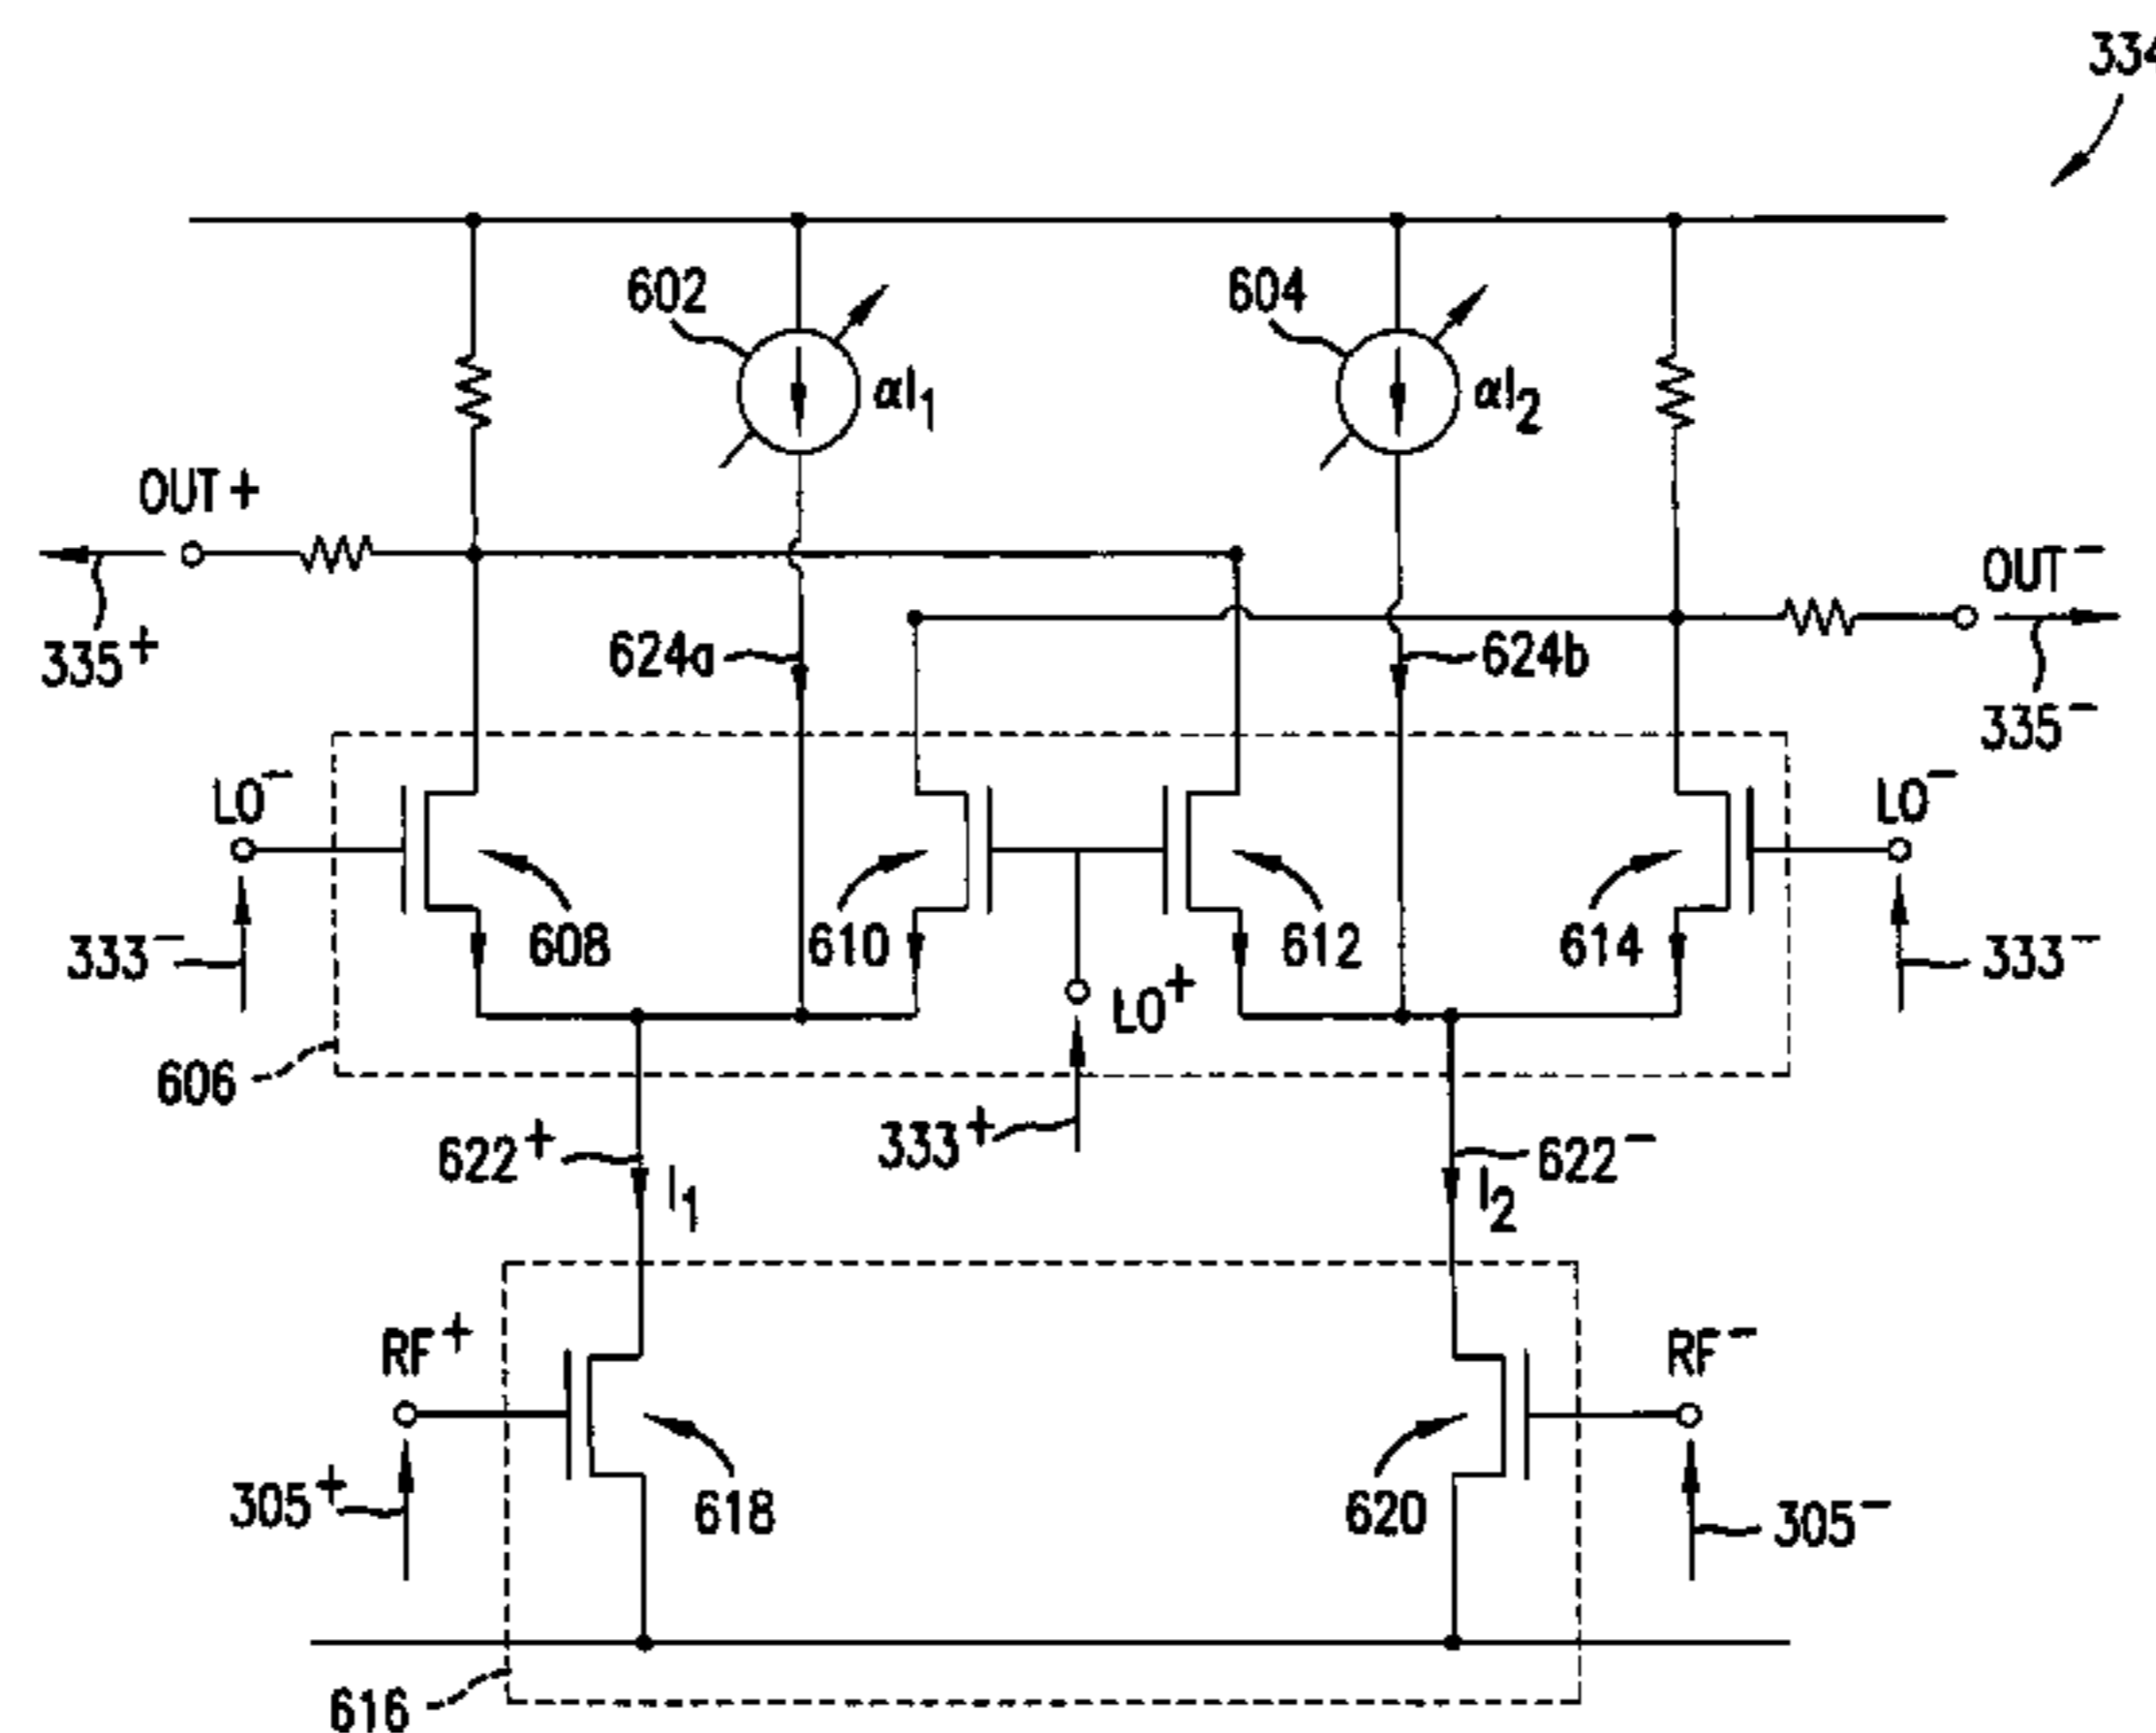 334
602
604
αI1
αI2
OUT+
OUT−
335+
624a
624b
335−
LO−
LO−
608
610
612
614
333−
333−
LO+
606
622+
333+
622−
I1
I2
RF+
RF−
305+
618
620
305−
616